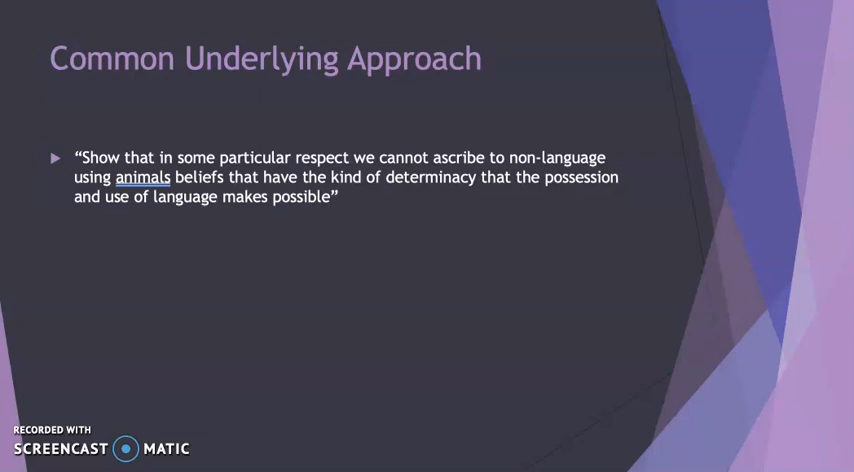 Common Underlying Approach
“Show that in some particular respect we cannot ascribe to non-language
using animals beliefs that have the kind of determinacy that the possession
and use of language makes possible”
RECORDED WITH
SCREENCAST MATIC